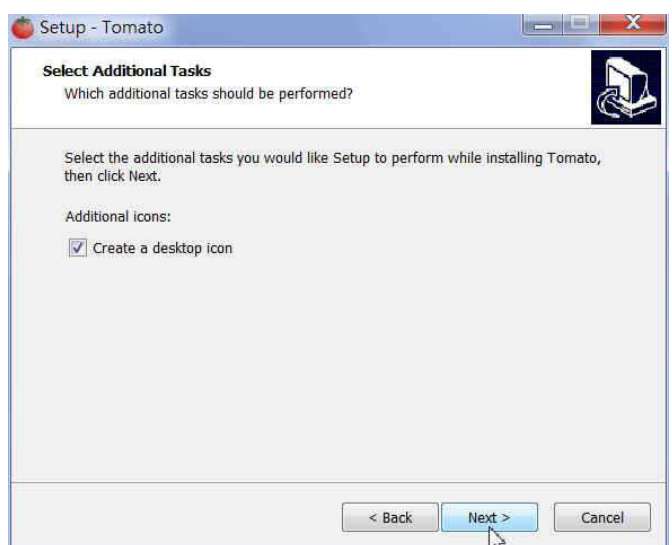 Setup - Tomato
Select Additional Tasks
Which additional tasks should be performed?
Select the additional tasks you would like Setup to perform while installing Tomato,
then click Next.
Additional icons:
Create a desktop icon
< Back Next > Cancel